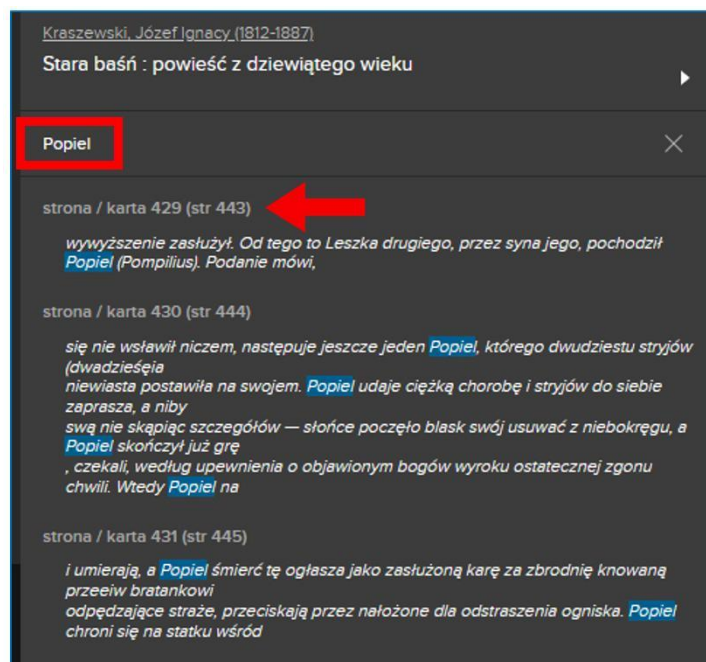 Kraszewski, Józef Ignacy (1812-1887)
Stara baśń : powieść z dziewiątego wieku
Popiel
strona / karta 429 (str 443)
wywyższenie zasłużył. Od tego to Leszka drugiego, przez syna jego, pochodził
Popiel (Pompilius). Podanie mówi,
strona / karta 430 (str 444)
się nie wsławił niczem, następuje jeszcze jeden Popiel, którego dwudziestu stryjów
(dwadzieśęia
niewiasta postawiła na swojem. Popiel udaje ciężką chorobę i stryjów do siebie
zaprasza, a niby
swą nie skąpiąc szczegółów — słońce poczęło blask swój usuwać z niebokręgu, a
Popiel skończył już grę
, czekali, według upewnienia o objawionym bogów wyroku ostatecznej zgonu
chwili. Wtedy Popiel na
strona / karta 431 (str 445)
i umierają, a Popiel śmierć tę ogłasza jako zasłużoną karę za zbrodnię knowaną
przeeiw bratankowi
odpędzające straże, przeciskają przez nałożone dla odstraszenia ogniska. Popiel
chroni się na statku wśród